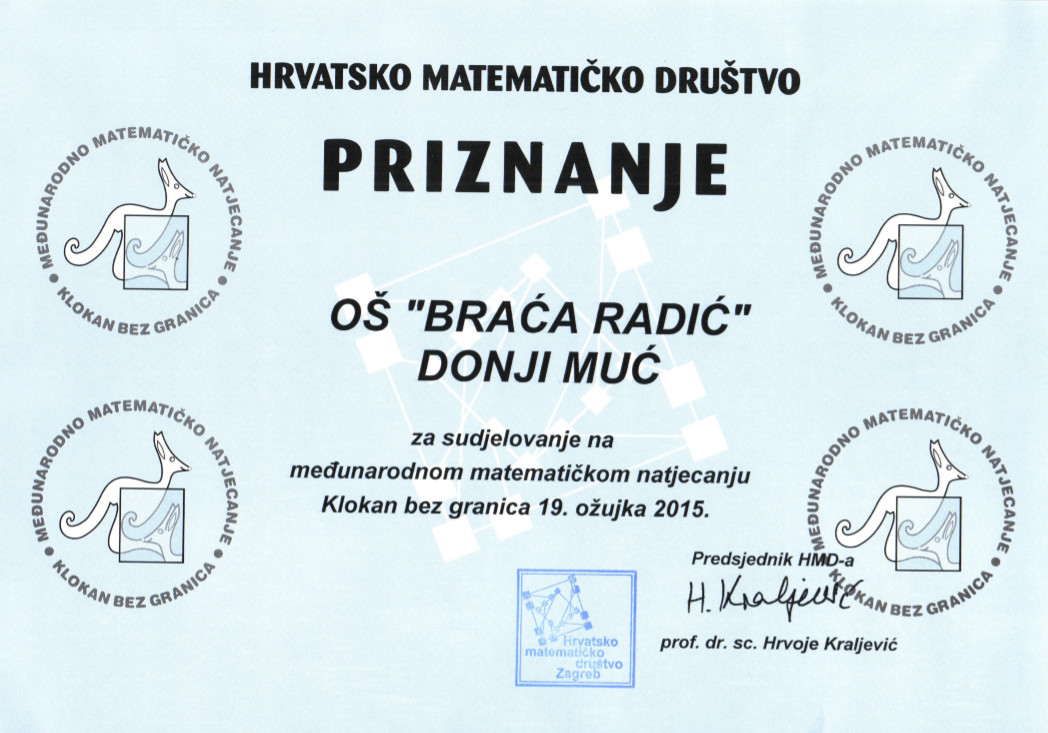 HRVATSKO MATEMATIČKO DRUŠTVO
PRIZNANJE
MEĐUNARODNO MATEMATIČKO NATJECANJE • KLOKAN BEZ GRANICA •
MEĐUNARODNO MATEMATIČKO NATJECANJE • KLOKAN BEZ GRANICA •
OŠ "BRAĆA RADIĆ"
DONJI MUĆ
MEĐUNARODNO MATEMATIČKO NATJECANJE • KLOKAN BEZ GRANICA •
MEĐUNARODNO MATEMATIČKO NATJECANJE • KLOKAN BEZ GRANICA •
za sudjelovanje na
međunarodnom matematičkom natjecanju
Klokan bez granica 19. ožujka 2015.
Predsjednik HMD-a
H. Kraljević
prof. dr. sc. Hrvoje Kraljević
Hrvatsko
matematičko
društvo
Zagreb